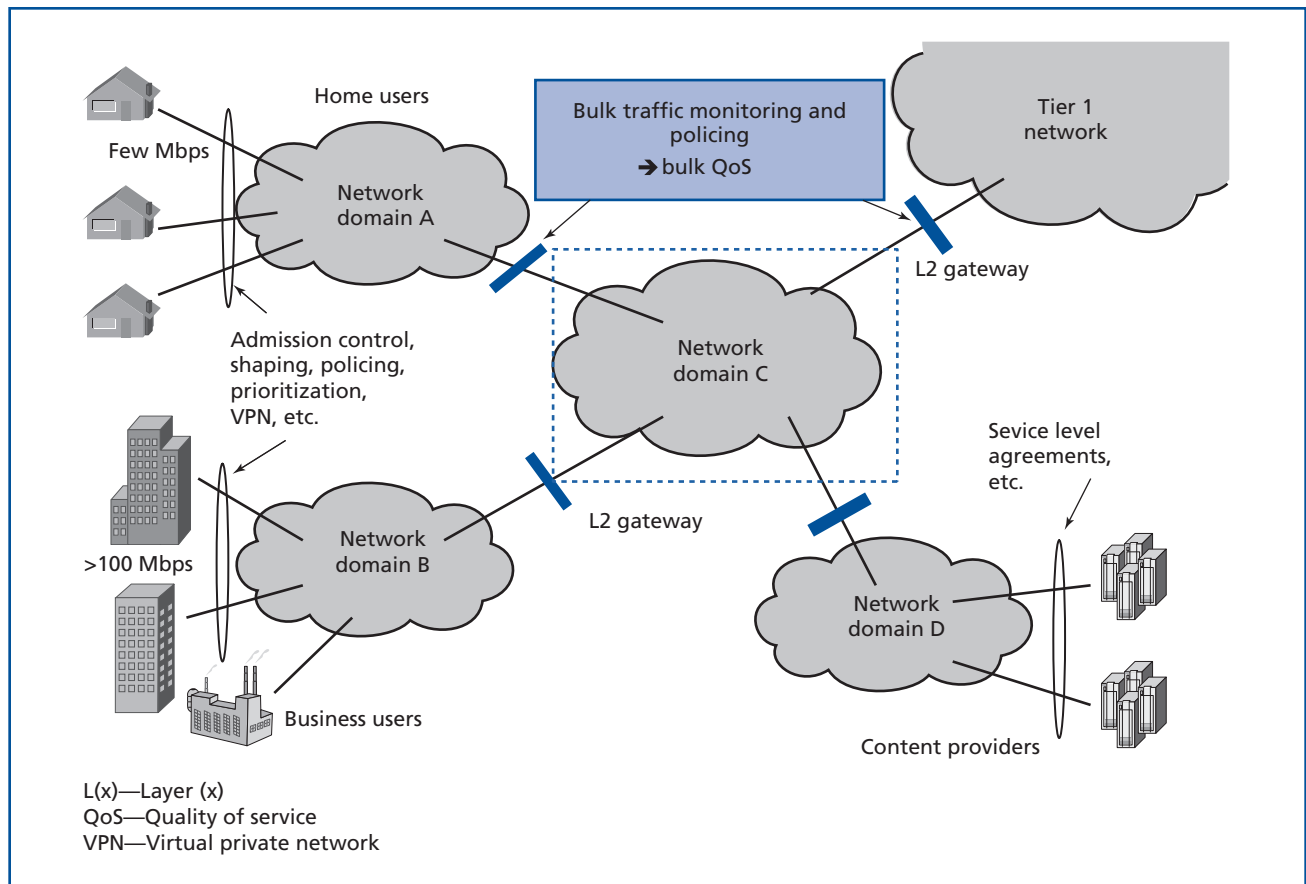 Home users
Few Mbps
Network
domain A
Bulk traffic monitoring and
policing
➔ bulk QoS
Tier 1
network
L2 gateway
Admission control,
shaping, policing,
prioritization,
VPN, etc.
Network
domain C
Sevice level
agreements,
etc.
L2 gateway
>100 Mbps
Network
domain B
Network
domain D
Business users
Content providers
L(x)—Layer (x)
QoS—Quality of service
VPN—Virtual private network